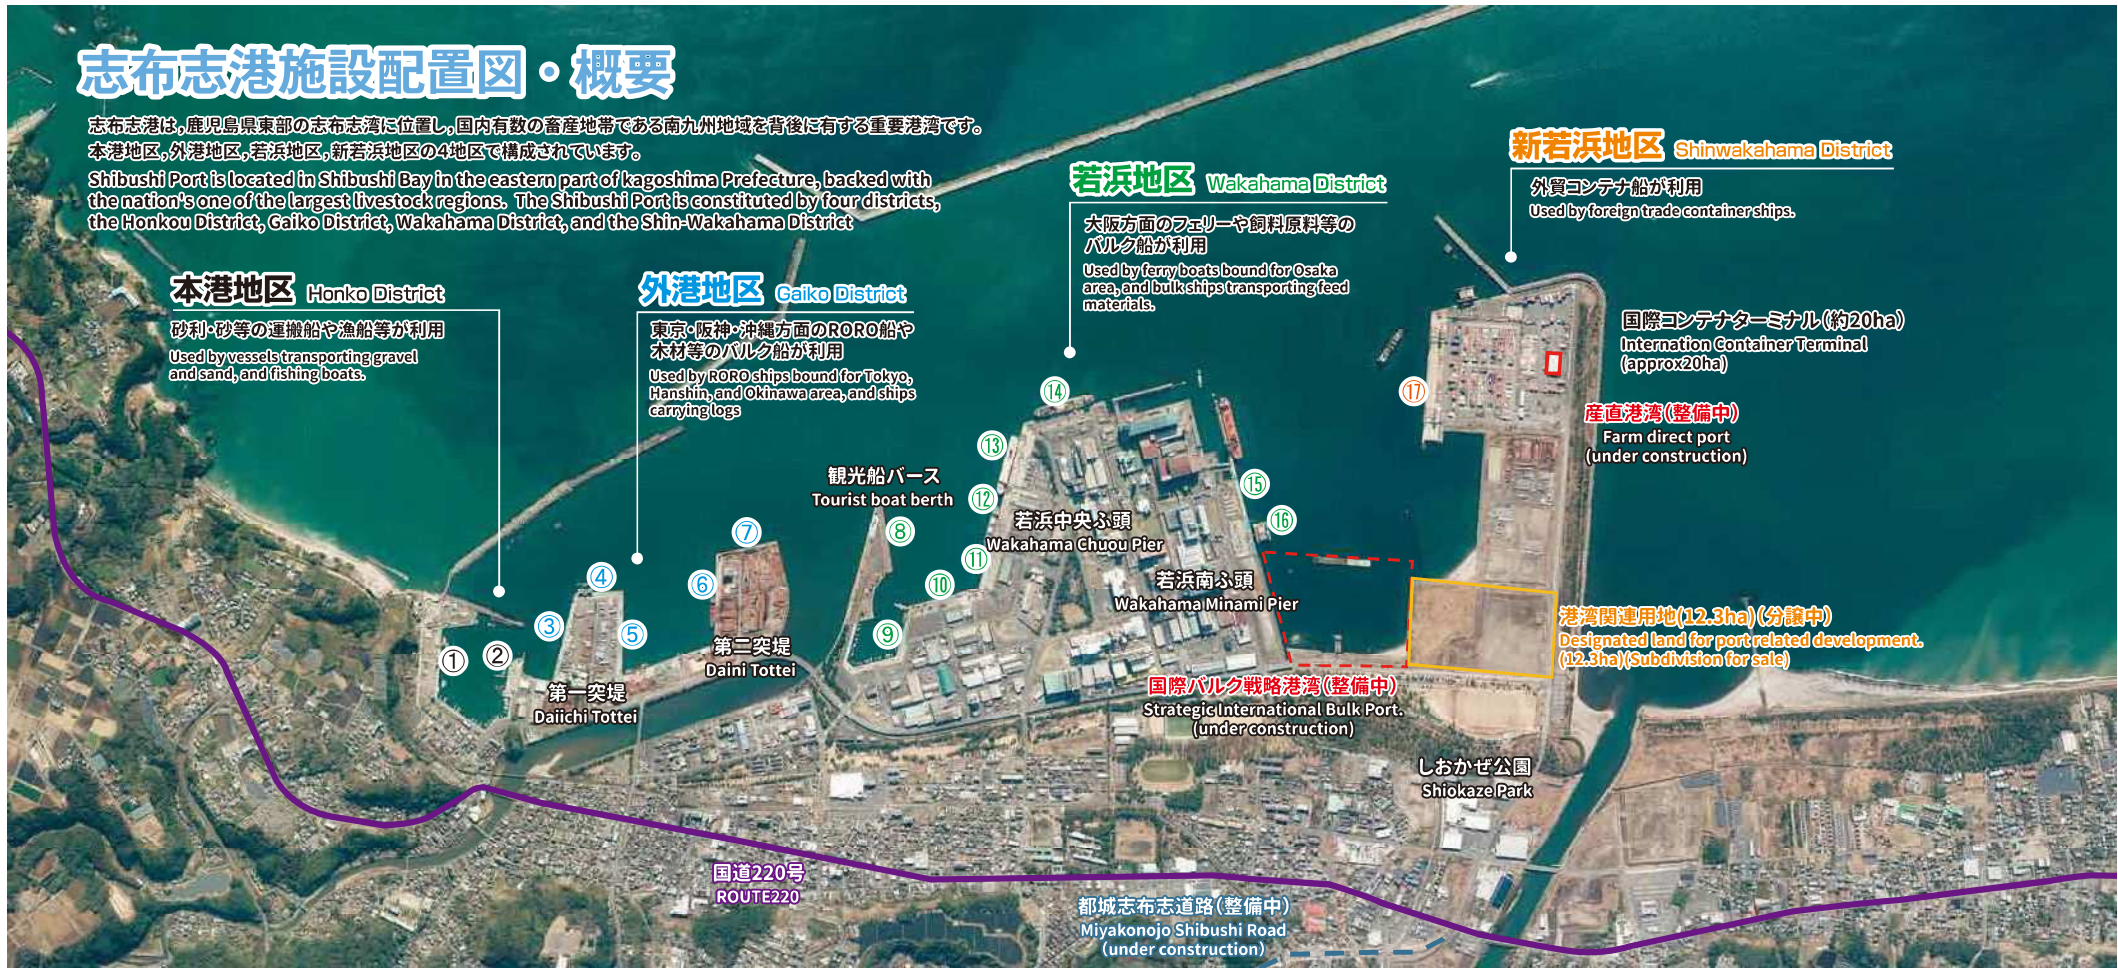 志布志港施設配置図・概要
志布志港は，鹿児島県東部の志布志湾に位置し，国内有数の畜産地帯である南九州地域を背後に有する重要港湾です。
本港地区，外港地区，若浜地区，新若浜地区の4地区で構成されています。
Shibushi Port is located in Shibushi Bay in the eastern part of kagoshima Prefecture, backed with
the nation's one of the largest livestock regions. The Shibushi Port is constituted by four districts,
the Honkou District, Gaiko District, Wakahama District, and the Shin-Wakahama District
本港地区 Honko District
砂利・砂等の運搬船や漁船等が利用
Used by vessels transporting gravel
and sand, and fishing boats.
外港地区 Gaiko District
東京・阪神・沖縄方面のRORO船や
木材等のバルク船が利用
Used by RORO ships bound for Tokyo,
Hanshin, and Okinawa area, and ships
carrying logs
若浜地区 Wakahama District
大阪方面のフェリーや飼料原料等の
バルク船が利用
Used by ferry boats bound for Osaka
area, and bulk ships transporting feed
materials.
新若浜地区 Shinwakahama District
外貿コンテナ船が利用
Used by foreign trade container ships.
国際コンテナターミナル（約20ha）
Internation Container Terminal
(approx20ha)
産直港湾（整備中）
Farm direct port
(under construction)
観光船バース
Tourist boat berth
若浜中央ふ頭
Wakahama Chuou Pier
若浜南ふ頭
Wakahama Minami Pier
①
②
③
④
⑤
⑥
⑦
⑧
⑨
⑩
⑪
⑫
⑬
⑭
⑮
⑯
⑰
第一突堤
Daiichi Tottei
第二突堤
Daini Tottei
港湾関連用地(12.3ha)（分譲中）
Designated land for port related development.
(12.3ha)(Subdivision for sale)
国際バルク戦略港湾（整備中）
Strategic International Bulk Port.
(under construction)
しおかぜ公園
Shiokaze Park
国道220号
ROUTE220
都城志布志道路（整備中）
Miyakonojo Shibushi Road
(under construction)